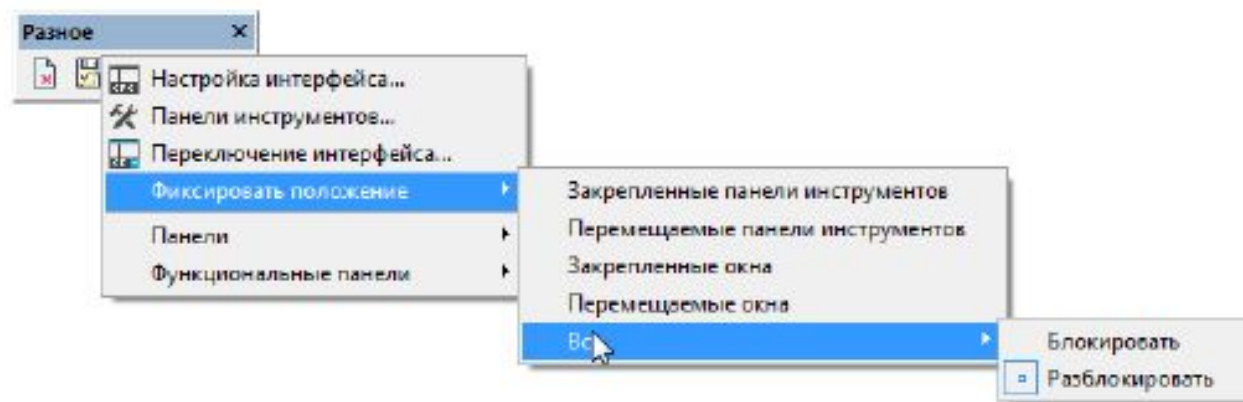 Разное
Настройка интерфейса...
Панели инструментов...
Переключение интерфейса...
Фиксировать положение
Панели
Функциональные панели
Закрепленные панели инструментов
Перемещаемые панели инструментов
Закрепленные окна
Перемещаемые окна
Блокировать
Разблокировать